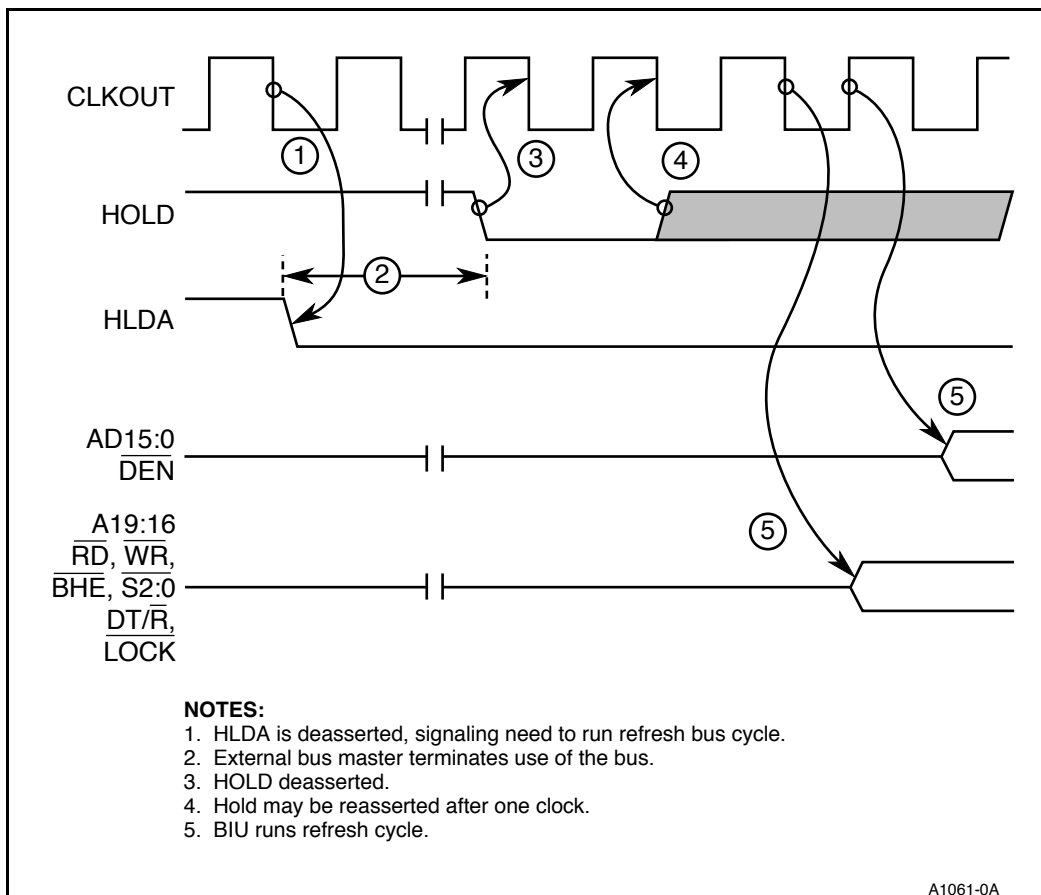 CLKOUT
1
3
4
HOLD
2
HLDA
5
AD15:0
DEN
5
A19:16
RD, WR,
BHE, S2:0
DT/R,
LOCK
NOTES:
1. HLDA is deasserted, signaling need to run refresh bus cycle.
2. External bus master terminates use of the bus.
3. HOLD deasserted.
4. Hold may be reasserted after one clock.
5. BIU runs refresh cycle.
A1061-0A